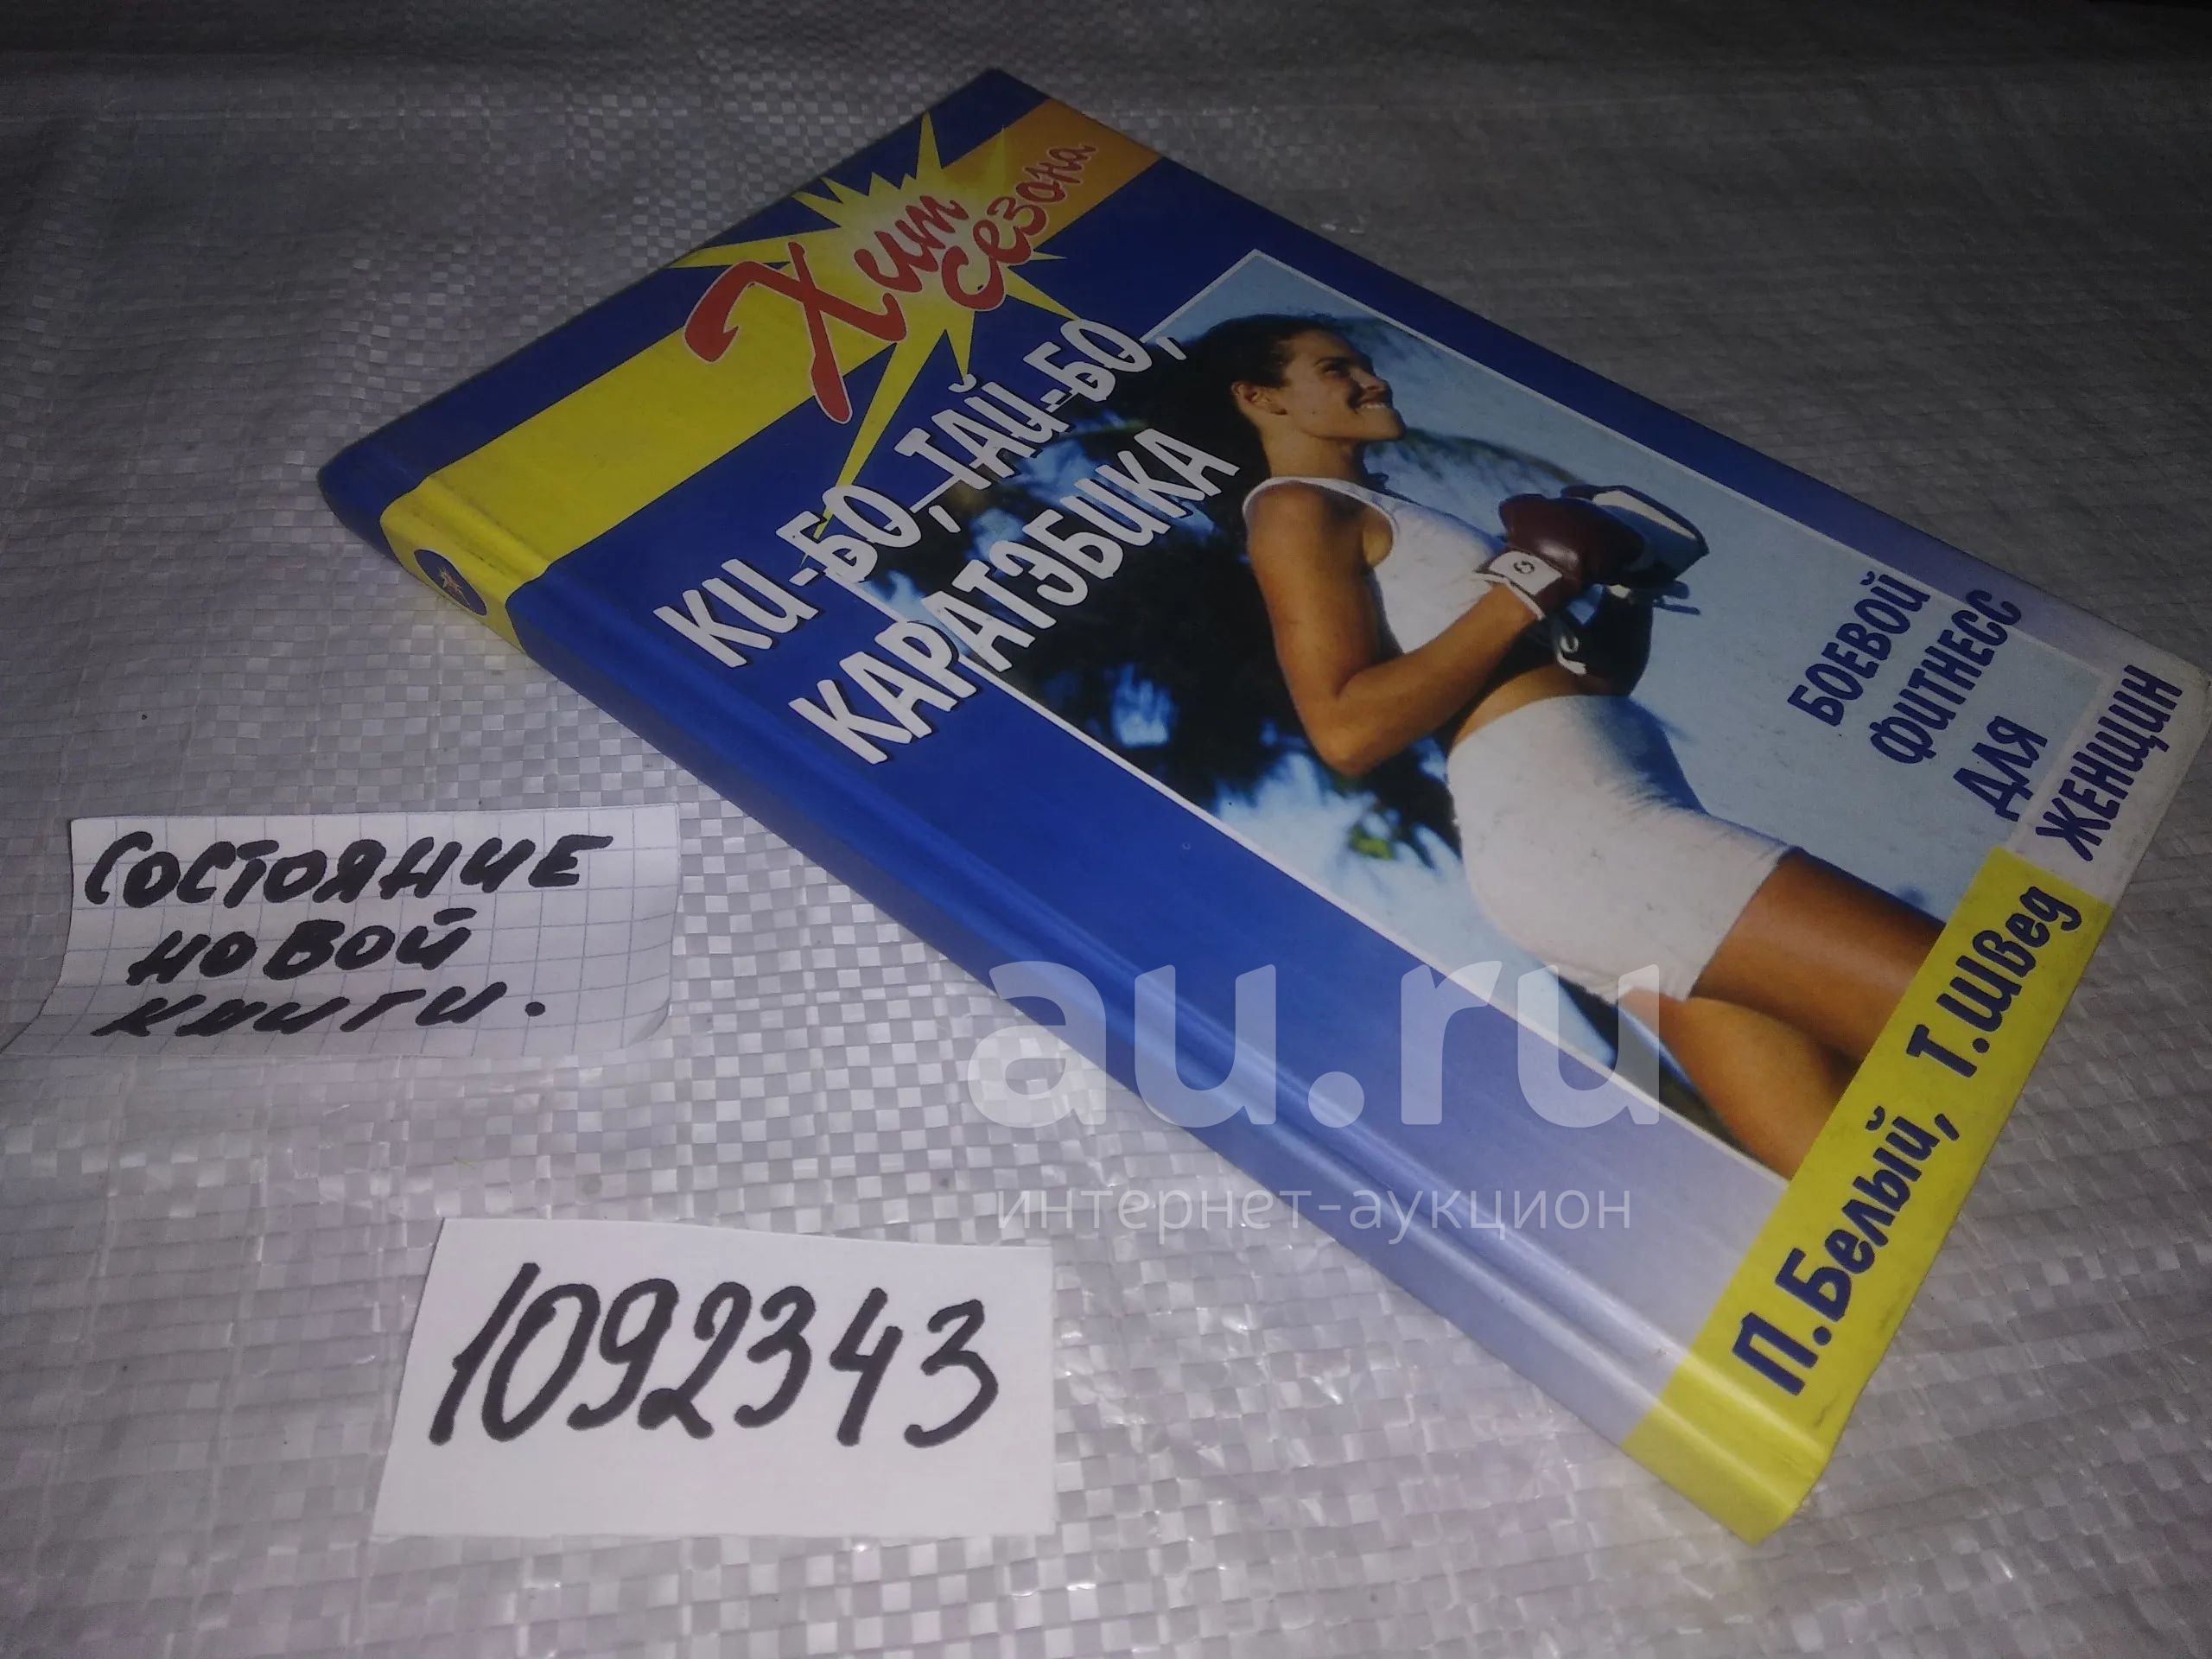 Хит
сезона
КИ-БО, ТАЙ-БО,
КАРАТЭБИКА
БОЕВОЙ
ФИТНЕСС
ДЛЯ
ЖЕНЩИН
П.Белый, Т.Швед
СОСТОЯНИЕ
НОВОЙ
КНИГИ.
au.ru
интернет-аукцион
1092343